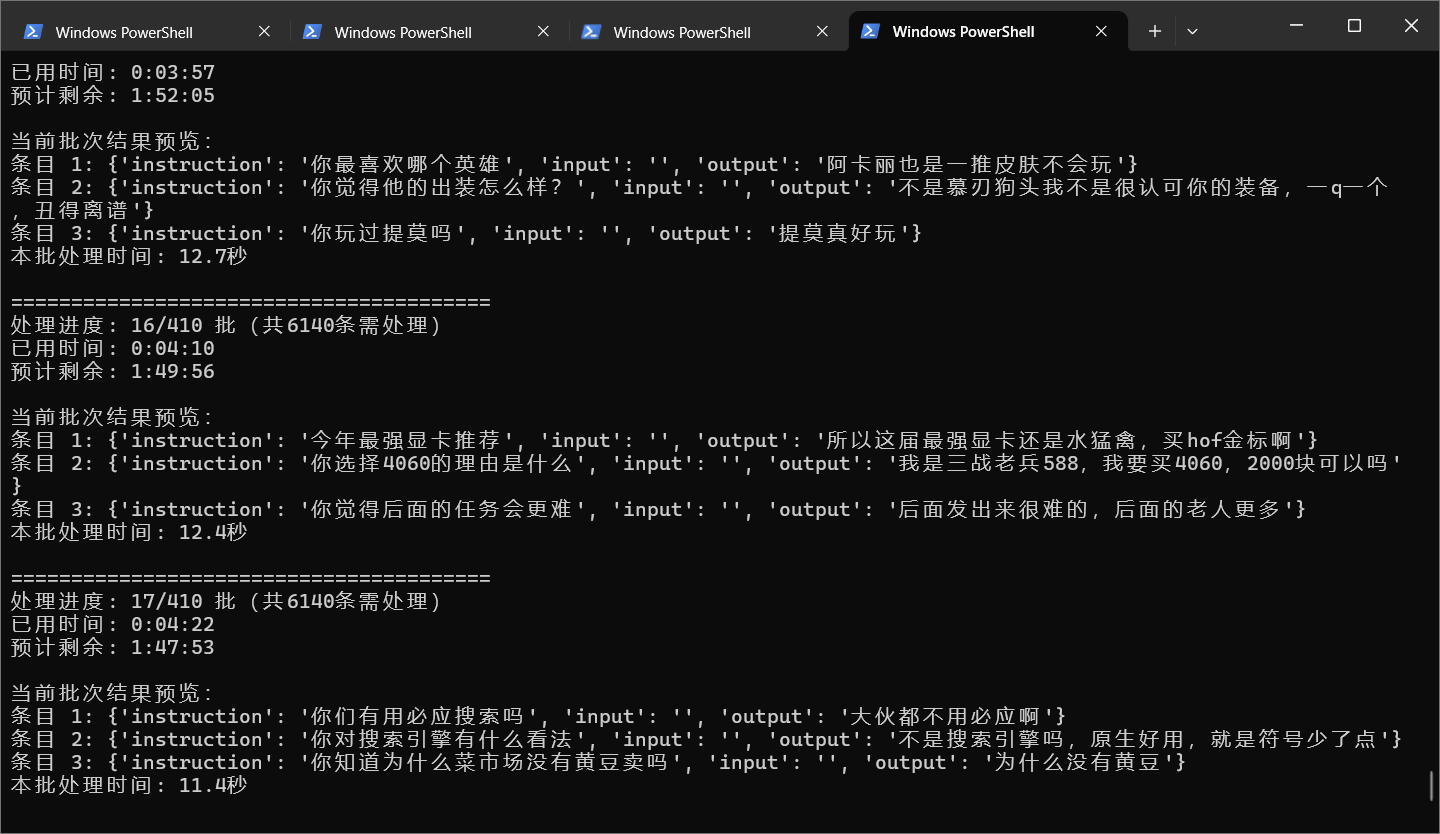 Windows PowerShell
Windows PowerShell
Windows PowerShell
Windows PowerShell
已用时间: 0:03:57
预计剩余: 1:52:05
当前批次结果预览:
条目 1: {'instruction': '你最喜欢哪个英雄', 'input': '', 'output': '阿卡丽也是一推皮肤不会玩'}
条目 2: {'instruction': '你觉得他的出装怎么样？', 'input': '', 'output': '不是慕刃狗头我不是很认可你的装备，一q一个
，丑得离谱'}
条目 3: {'instruction': '你玩过提莫吗', 'input': '', 'output': '提莫真好玩'}
本批处理时间: 12.7秒
========================================
处理进度: 16/410 批 (共6140条需处理)
已用时间: 0:04:10
预计剩余: 1:49:56
当前批次结果预览:
条目 1: {'instruction': '今年最强显卡推荐', 'input': '', 'output': '所以这届最强显卡还是水猛禽，买hof金标啊'}
条目 2: {'instruction': '你选择4060的理由是什么', 'input': '', 'output': '我是三战老兵588，我要买4060，2000块可以吗'
}
条目 3: {'instruction': '你觉得后面的任务会更难', 'input': '', 'output': '后面发出来很难的，后面的老人更多'}
本批处理时间: 12.4秒
========================================
处理进度: 17/410 批 (共6140条需处理)
已用时间: 0:04:22
预计剩余: 1:47:53
当前批次结果预览:
条目 1: {'instruction': '你们有用必应搜索吗', 'input': '', 'output': '大伙都不用必应啊'}
条目 2: {'instruction': '你对搜索引擎有什么看法', 'input': '', 'output': '不是搜索引擎吗，原生好用，就是符号少了点'}
条目 3: {'instruction': '你知道为什么菜市场没有黄豆卖吗', 'input': '', 'output': '为什么没有黄豆'}
本批处理时间: 11.4秒